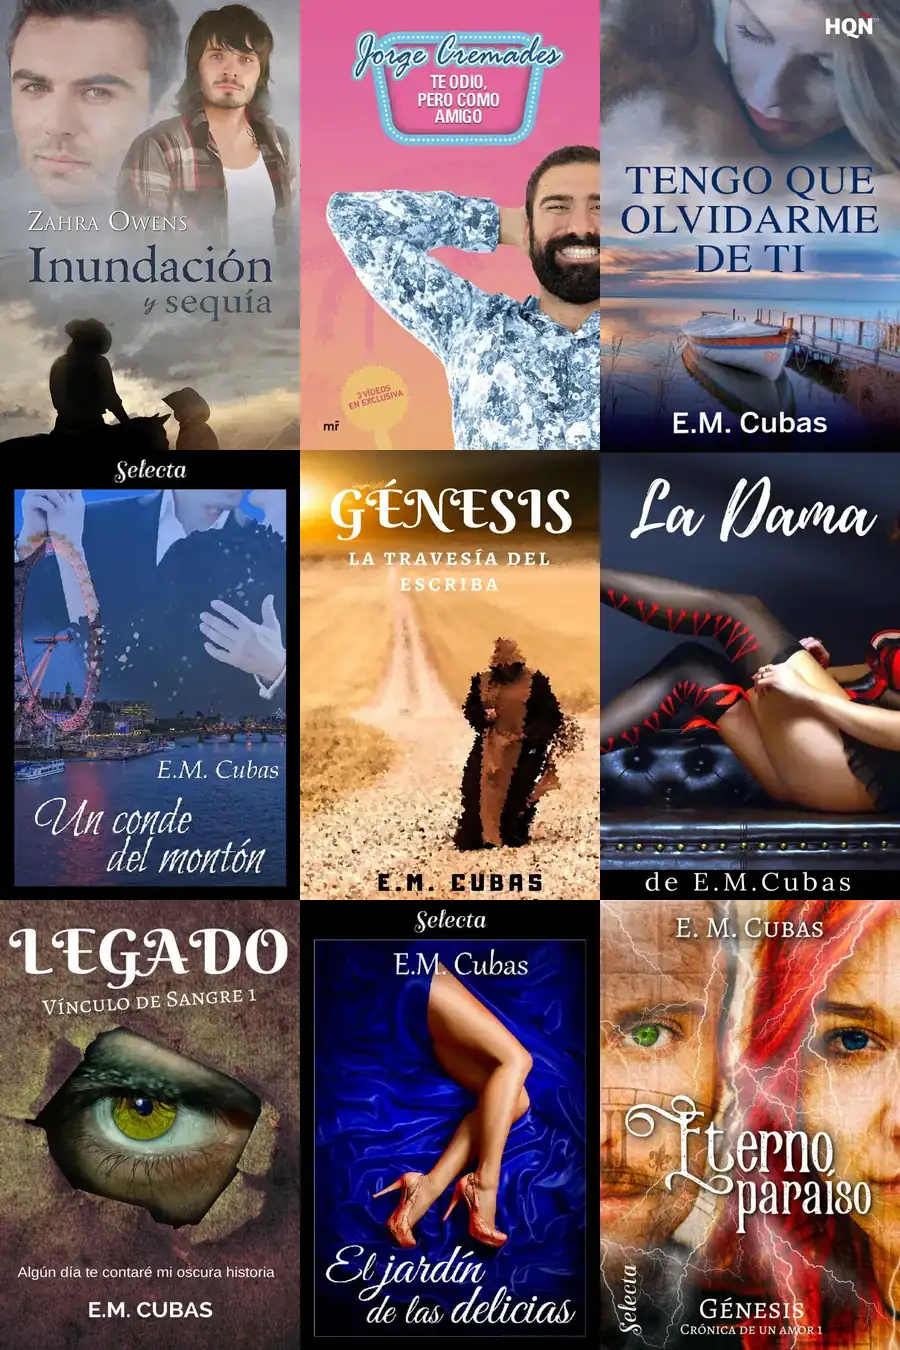 Zahra Owens
Inundación
y sequía
Jorge Cremades
TE ODIO,
PERO COMO
AMIGO
3 VÍDEOS
EN EXCLUSIVA
mr
HQN
TENGO QUE
OLVIDARME
DE TI
E.M. Cubas
Selecta
E.M. Cubas
Un conde
del montón
GÉNESIS
LA TRAVESÍA DEL
ESCRIBA
E.M. CUBAS
La Dama
de E.M.Cubas
LEGADO
VÍNCULO DE SANGRE 1
Algún día te contaré mi oscura historia
E.M. CUBAS
Selecta
E.M. Cubas
El jardín
de las delicias
E. M. CUBAS
Eterno
paraíso
Selecta
GÉNESIS
CRÓNICA DE UN AMOR 1